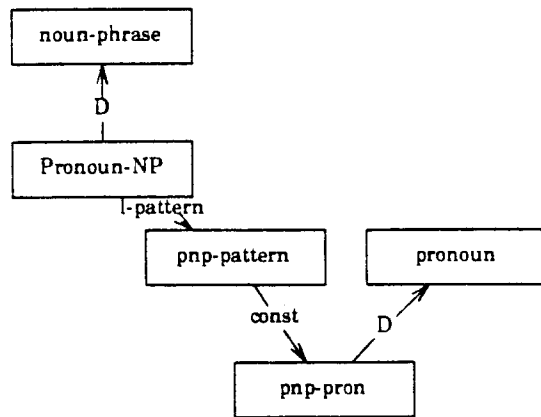 noun-phrase
D
Pronoun-NP
l-pattern
pnp-pattern
pronoun
const
D
pnp-pron